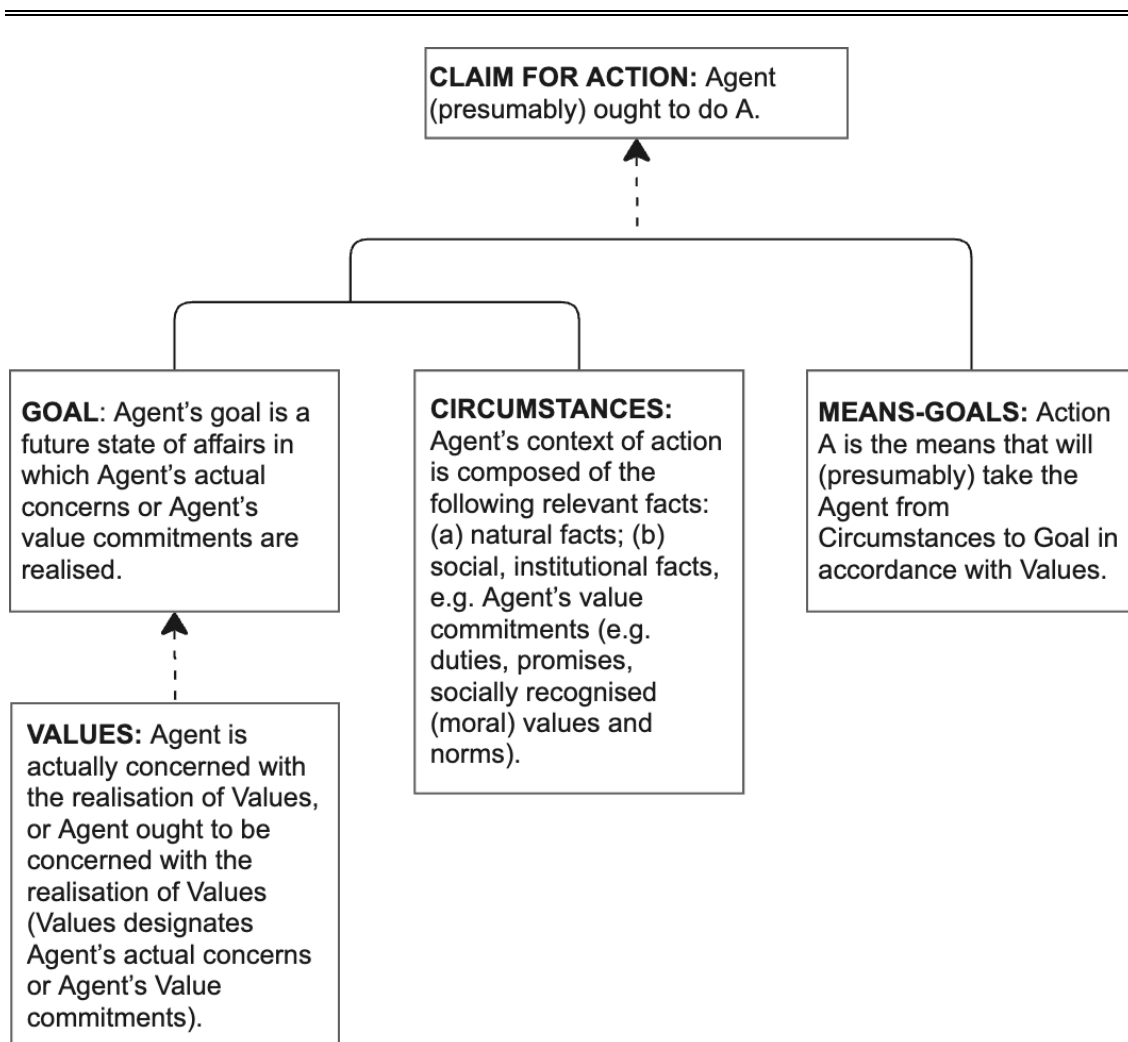 CLAIM FOR ACTION: Agent
(presumably) ought to do A.
GOAL: Agent's goal is a
future state of affairs in
which Agent's actual
concerns or Agent's
value commitments are
realised.
CIRCUMSTANCES:
Agent's context of action
is composed of the
following relevant facts:
(a) natural facts; (b)
social, institutional facts,
e.g. Agent's value
commitments (e.g.
duties, promises,
socially recognised
(moral) values and
norms).
MEANS-GOALS: Action
A is the means that will
(presumably) take the
Agent from
Circumstances to Goal in
accordance with Values.
VALUES: Agent is
actually concerned with
the realisation of Values,
or Agent ought to be
concerned with the
realisation of Values
(Values designates
Agent's actual concerns
or Agent's Value
commitments).